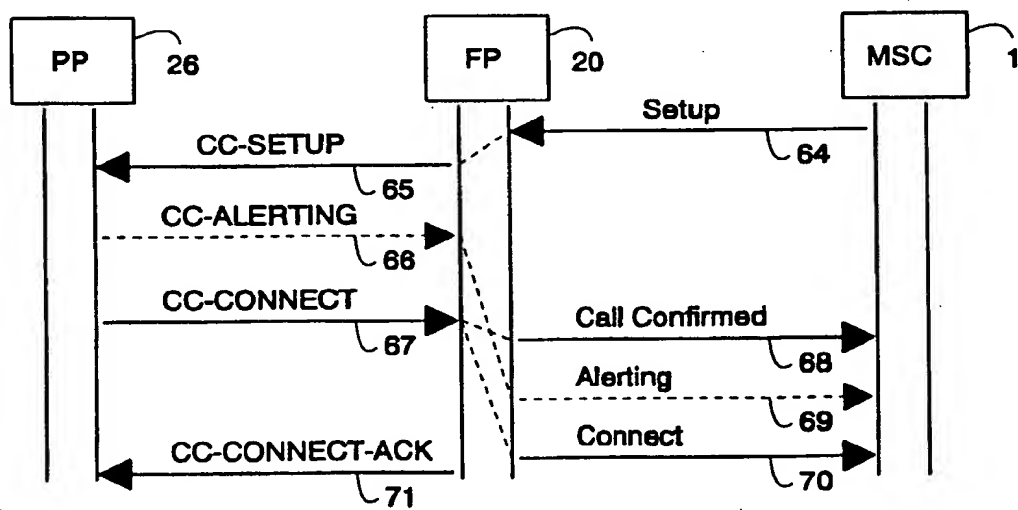 PP 26 FP 20 MSC 1
Setup
64
CC-SETUP
65
CC-ALERTING
66
CC-CONNECT
67
Call Confirmed
68
Alerting
69
Connect
70
CC-CONNECT-ACK
71